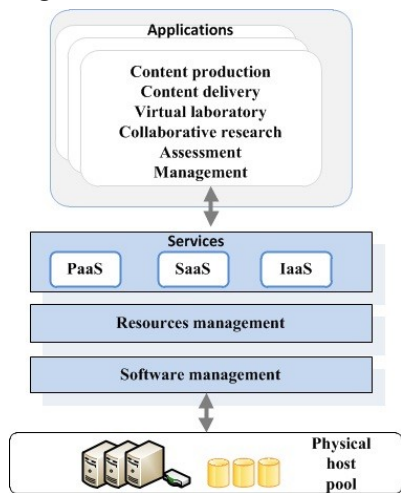 Applications
Content production
Content delivery
Virtual laboratory
Collaborative research
Assessment
Management
Services
PaaS SaaS IaaS
Resources management
Software management
Physical
host
pool